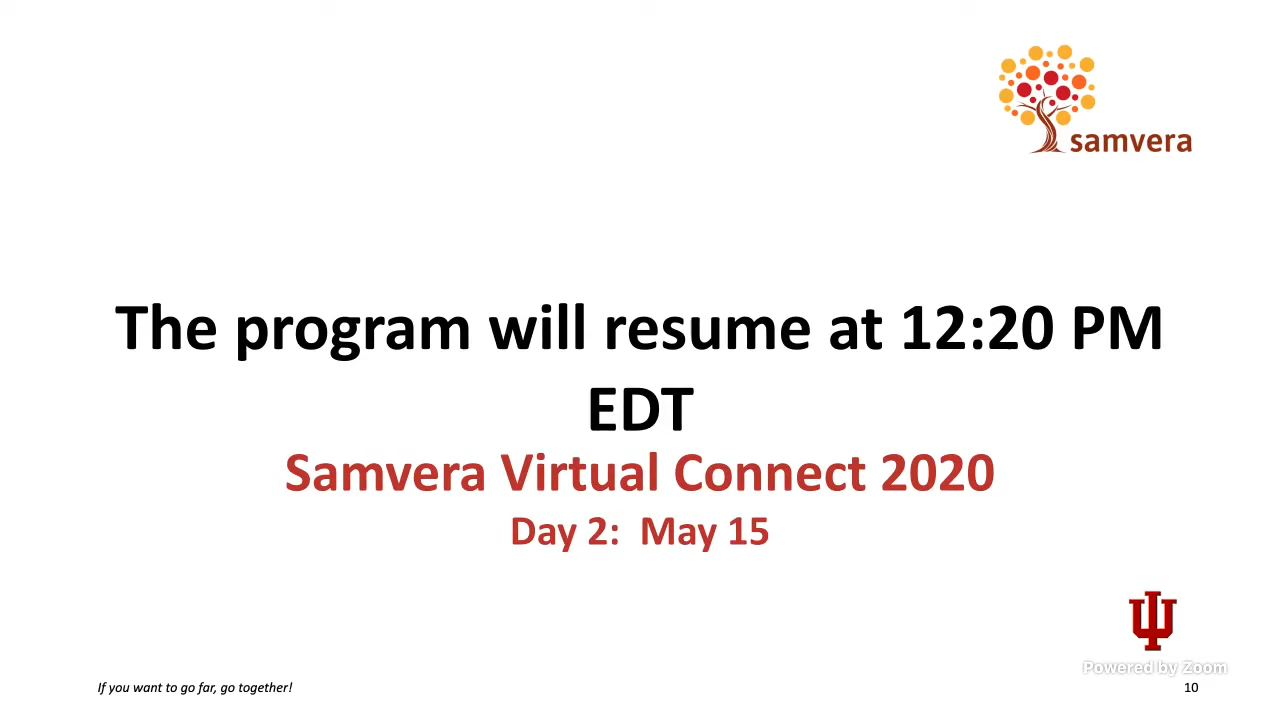 samvera
The program will resume at 12:20 PM
EDT
Samvera Virtual Connect 2020
Day 2:  May 15
Powered by Zoom
If you want to go far, go together!
10